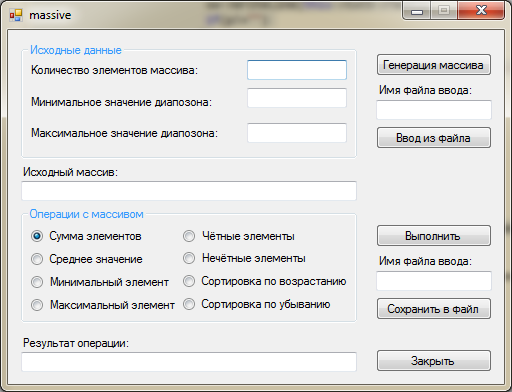 massive
Исходные данные
Количество элементов массива:
Минимальное значение диапозона:
Максимальное значение диапозона:
Генерация массива
Имя файла ввода:
Ввод из файла
Исходный массив:
Операции с массивом
Сумма элементов
Среднее значение
Минимальный элемент
Максимальный элемент
Чётные элементы
Нечётные элементы
Сортировка по возрастанию
Сортировка по убыванию
Выполнить
Имя файла ввода:
Сохранить в файл
Результат операции:
Закрыть